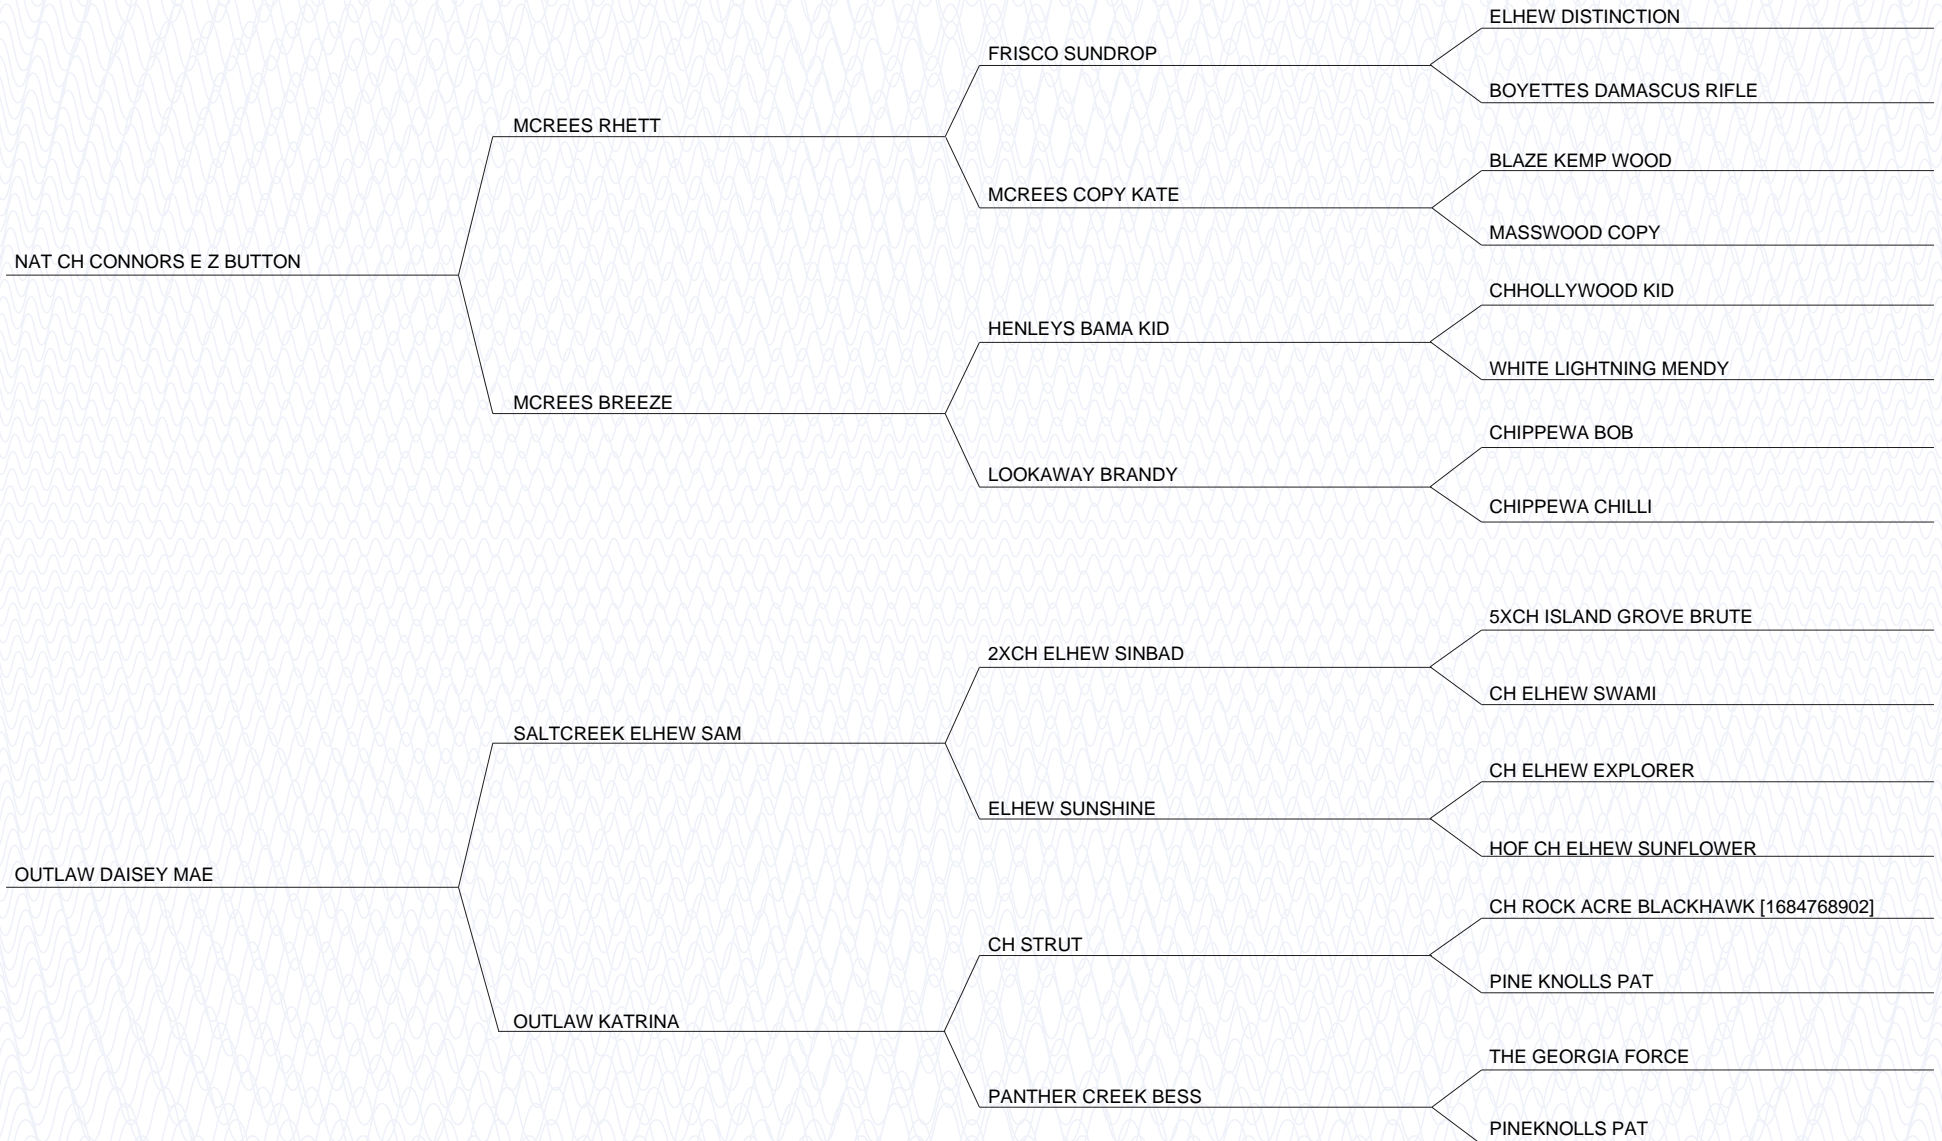 ELHEW DISTINCTION
FRISCO SUNDROP
BOYETTES DAMASCUS RIFLE
MCREES RHETT
BLAZE KEMP WOOD
MCREES COPY KATE
MASSWOOD COPY
NAT CH CONNORS E Z BUTTON
CHHOLLYWOOD KID
HENLEYS BAMA KID
WHITE LIGHTNING MENDY
MCREES BREEZE
CHIPPEWA BOB
LOOKAWAY BRANDY
CHIPPEWA CHILLI
5XCH ISLAND GROVE BRUTE
2XCH ELHEW SINBAD
CH ELHEW SWAMI
SALTCREEK ELHEW SAM
CH ELHEW EXPLORER
ELHEW SUNSHINE
HOF CH ELHEW SUNFLOWER
OUTLAW DAISEY MAE
CH ROCK ACRE BLACKHAWK [1684768902]
CH STRUT
PINE KNOLLS PAT
OUTLAW KATRINA
THE GEORGIA FORCE
PANTHER CREEK BESS
PINEKNOLLS PAT